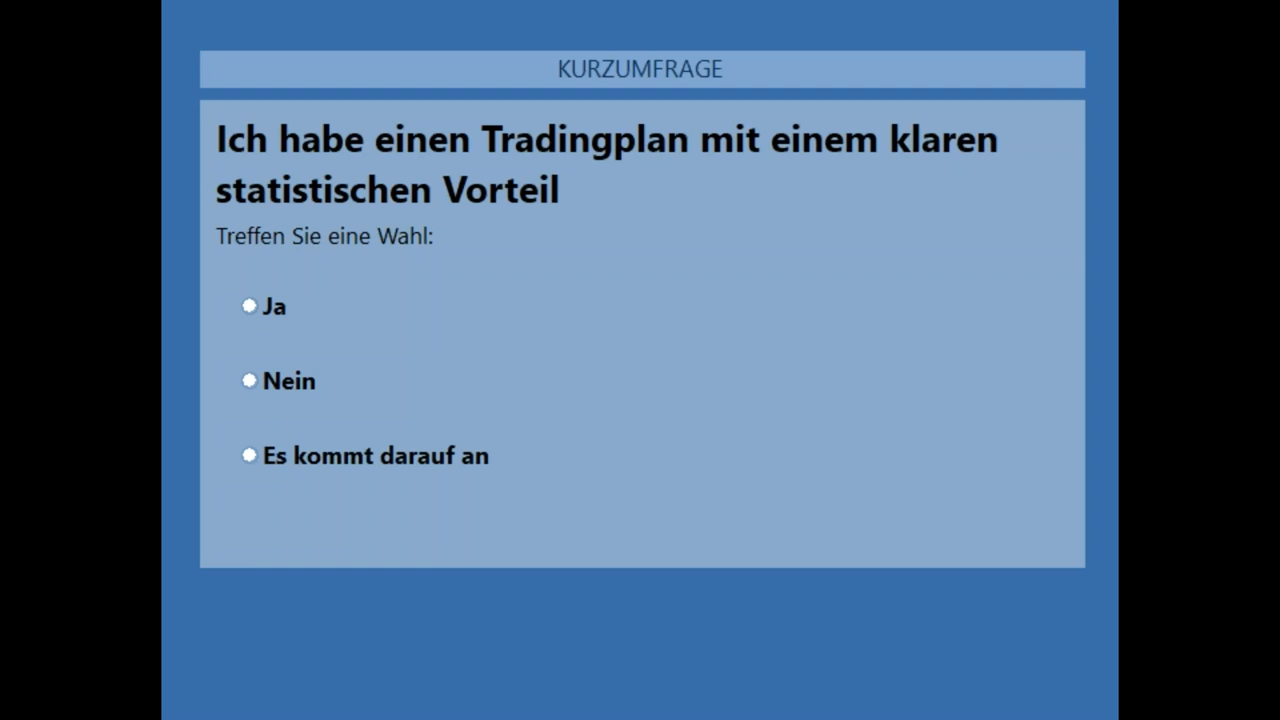 KURZUMFRAGE
Ich habe einen Tradingplan mit einem klaren
statistischen Vorteil
Treffen Sie eine Wahl:
Ja
Nein
Es kommt darauf an